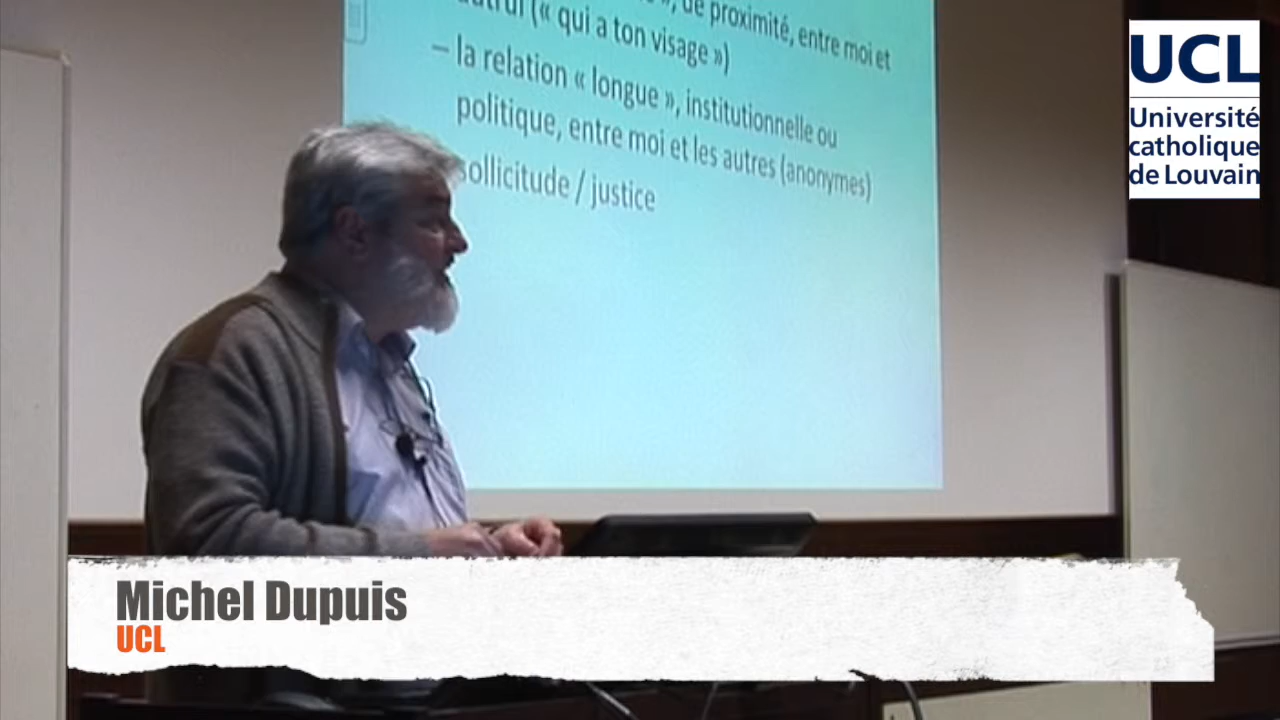 », de proximité, entre moi et
autrui (« qui a ton visage »)
– la relation « longue », institutionnelle ou
politique, entre moi et les autres (anonymes)
sollicitude / justice
UCL
Université
catholique
de Louvain
Michel Dupuis
UCL